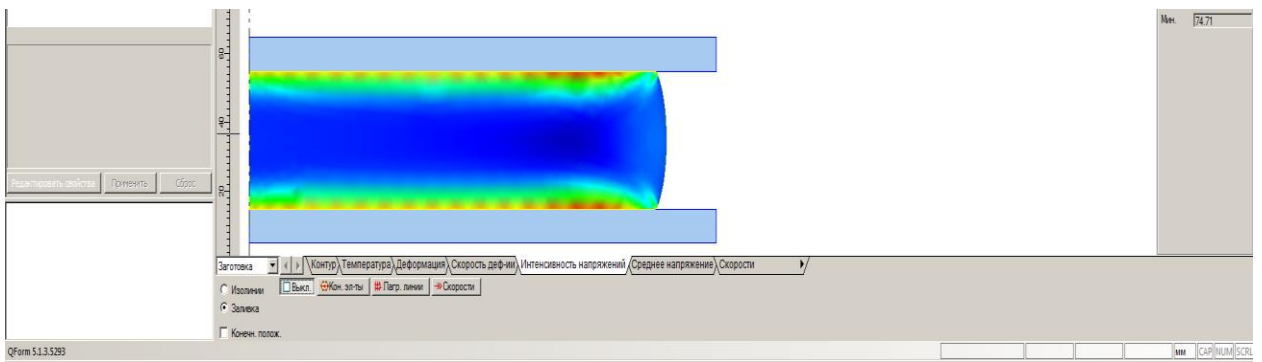 Мин. 74.71
60
40
20
Редактировать свойства Применить Сброс
Заготовка Контур Температура Деформация Скорость деф-ии Интенсивность напряжений Среднее напряжение Скорости
Изолинии Выкл. Кон. эл-ты Лагр. линии Скорости
Заливка
Конечн. полож.
QForm 5.1.3.5293 мм CAP NUM SCRL